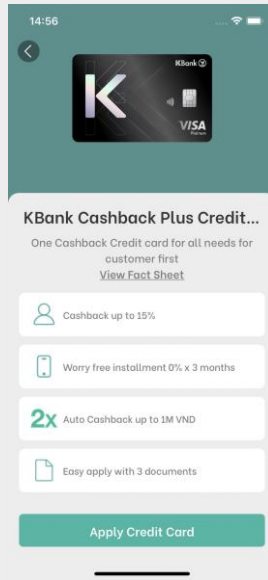 14:56
KBank
K
VISA
Platinum
KBank Cashback Plus Credit...
One Cashback Credit card for all needs for
customer first
View Fact Sheet
Cashback up to 15%
Worry free installment 0% x 3 months
2x Auto Cashback up to 1M VND
Easy apply with 3 documents
Apply Credit Card